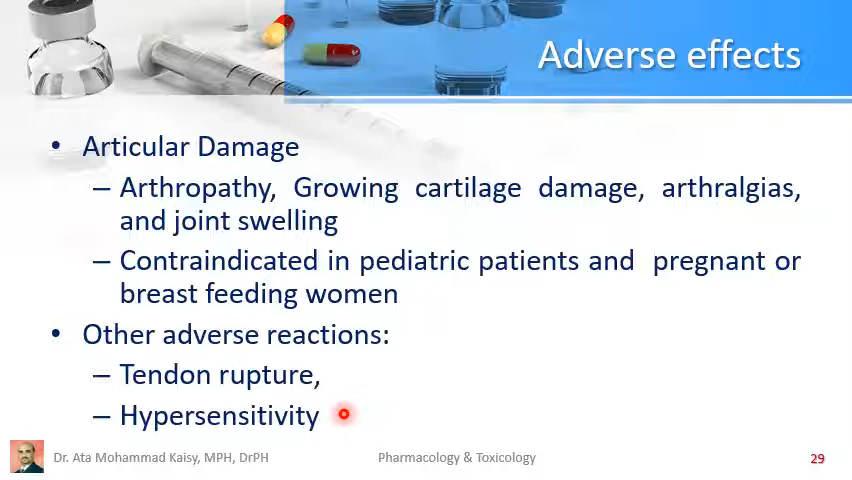 Adverse effects
• Articular Damage
– Arthropathy, Growing cartilage damage, arthralgias,
and joint swelling
– Contraindicated in pediatric patients and pregnant or
breast feeding women
• Other adverse reactions:
– Tendon rupture,
– Hypersensitivity
Dr. Ata Mohammad Kaisy, MPH, DrPH
Pharmacology & Toxicology
29